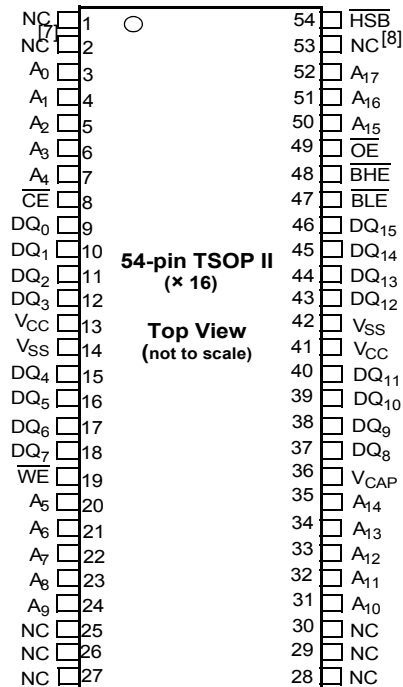 NC 1 54 H̅S̅B̅
[7] NC 2 53 NC[8]
A0 3 52 A17
A1 4 51 A16
A2 5 50 A15
A3 6 49 O̅E̅
A4 7 48 B̅H̅E̅
C̅E̅ 8 47 B̅L̅E̅
DQ0 9 46 DQ15
DQ1 10 45 DQ14
DQ2 11 44 DQ13
DQ3 12 43 DQ12
VCC 13 42 VSS
VSS 14 41 VCC
DQ4 15 40 DQ11
DQ5 16 39 DQ10
DQ6 17 38 DQ9
DQ7 18 37 DQ8
W̅E̅ 19 36 VCAP
A5 20 35 A14
A6 21 34 A13
A7 22 33 A12
A8 23 32 A11
A9 24 31 A10
NC 25 30 NC
NC 26 29 NC
NC 27 28 NC
54-pin TSOP II
(× 16)
Top View
(not to scale)